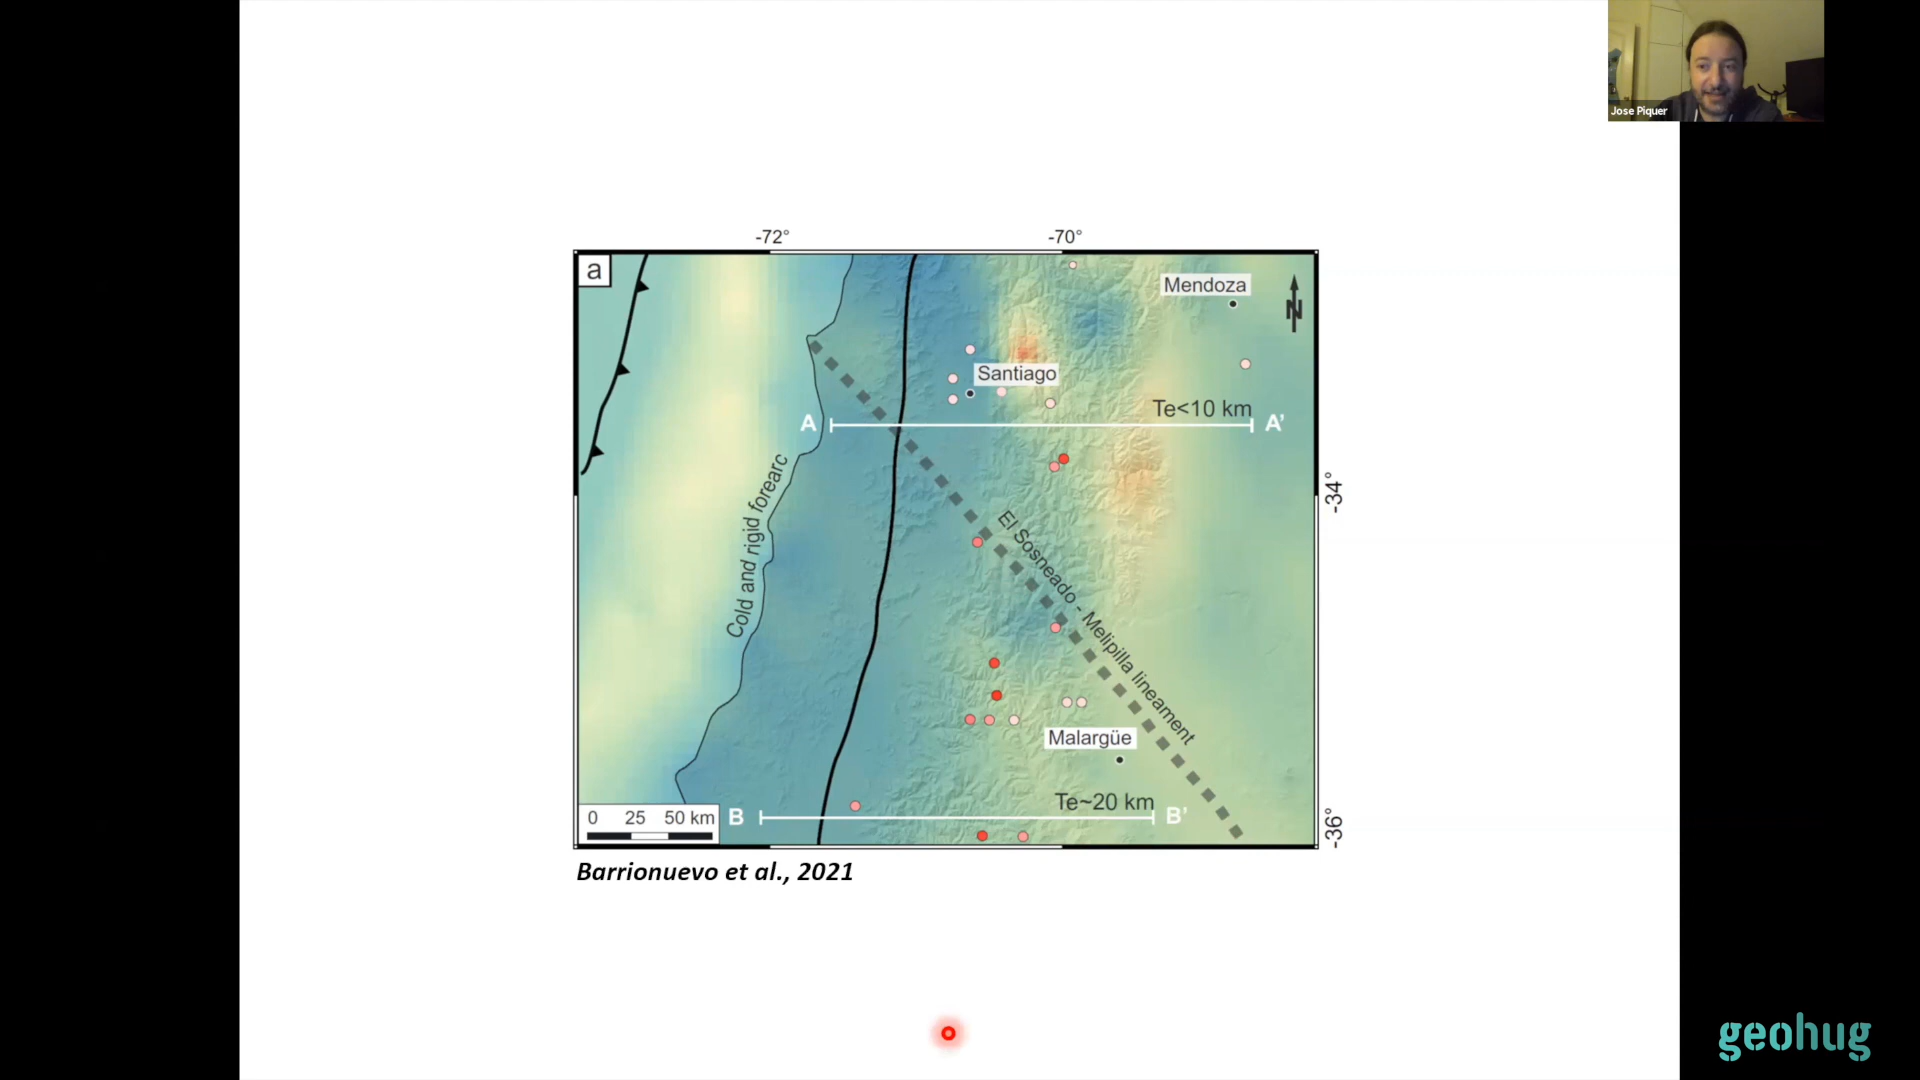 Jose Piquer
-72°
-70°
a
Mendoza
N
Santiago
Te<10 km
A
A'
-34°
Cold and rigid forearc
El Sosneado - Melipilla lineament
Malargüe
Te~20 km
0 25 50 km
B
B'
-36°
Barrionuevo et al., 2021
geohug